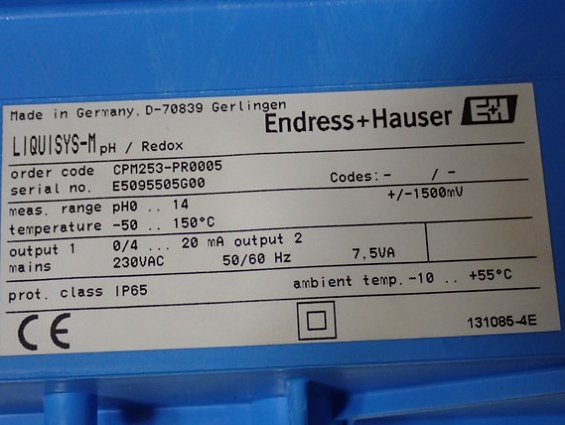 Made in Germany, D-70839 Gerlingen
Endress+Hauser E+H
LIQUISYS-M pH / Redox
order code CPM253-PR0005
serial no. E5095505G00 Codes: - / -
meas. range pH0 .. 14 +/-1500mV
temperature -50 .. 150°C
output 1 0/4 ... 20 mA output 2
mains 230VAC 50/60 Hz 7,5VA
prot. class IP65 ambient temp. -10 .. +55°C
CE 131085-4E